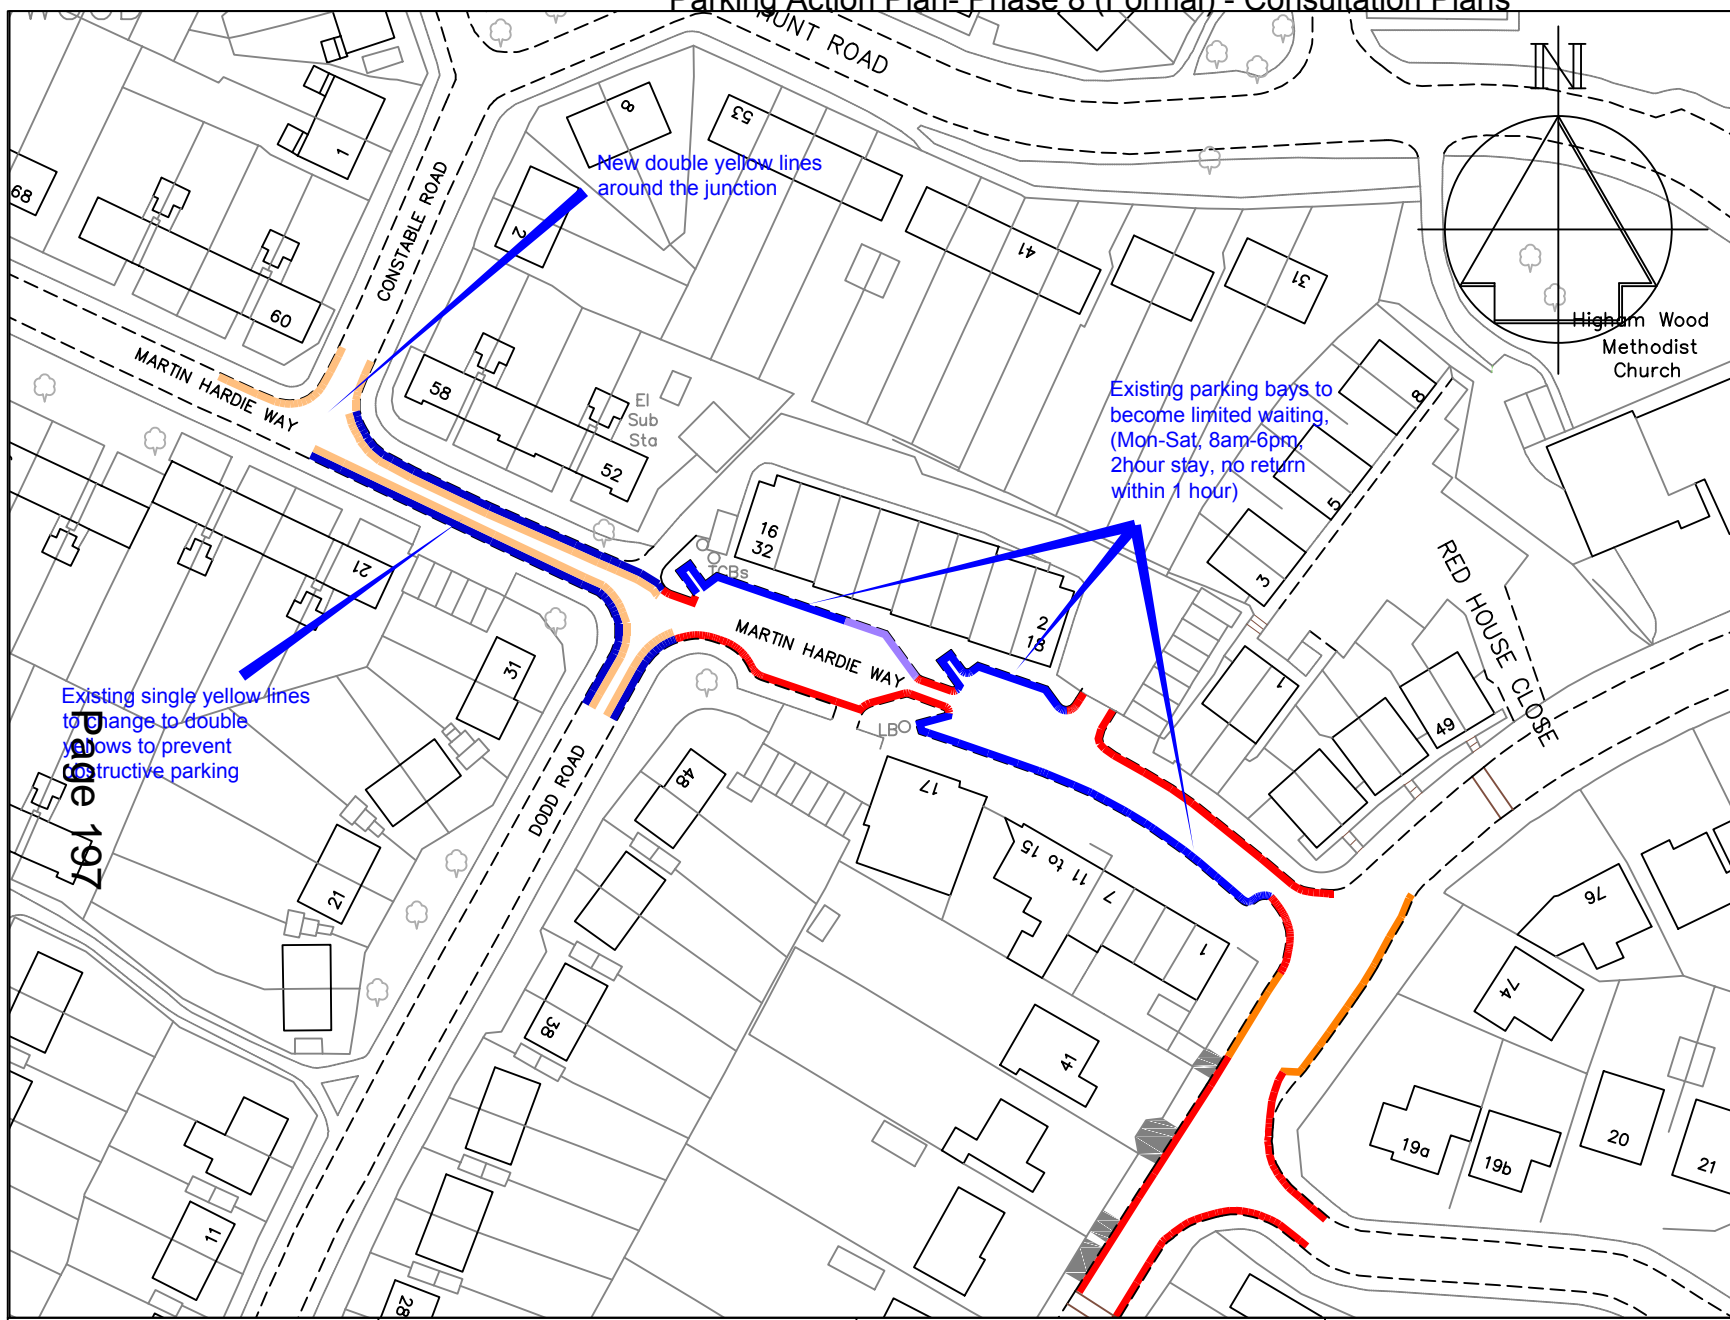 Parking Action Plan- Phase 8 (Formal) - Consultation Plans
WOOD
UNT ROAD
N
8
53
1
CONSTABLE ROAD
New double yellow lines
around the junction
68
2
41
31
60
Higham Wood
Methodist
Church
MARTIN HARDIE WAY
58
El
Sub
Sta
52
Existing parking bays to
become limited waiting,
(Mon-Sat, 8am-6pm,
2hour stay, no return
within 1 hour)
8
5
3
16
32
TCBs
21
2
18
MARTIN HARDIE WAY
RED HOUSE CLOSE
1
49
31
Existing single yellow lines
to change to double
yellows to prevent
obstructive parking
Page 197
LB
DODD ROAD
48
17
11 to 15
7
1
21
76
74
38
41
19a
19b
20
21
11
28